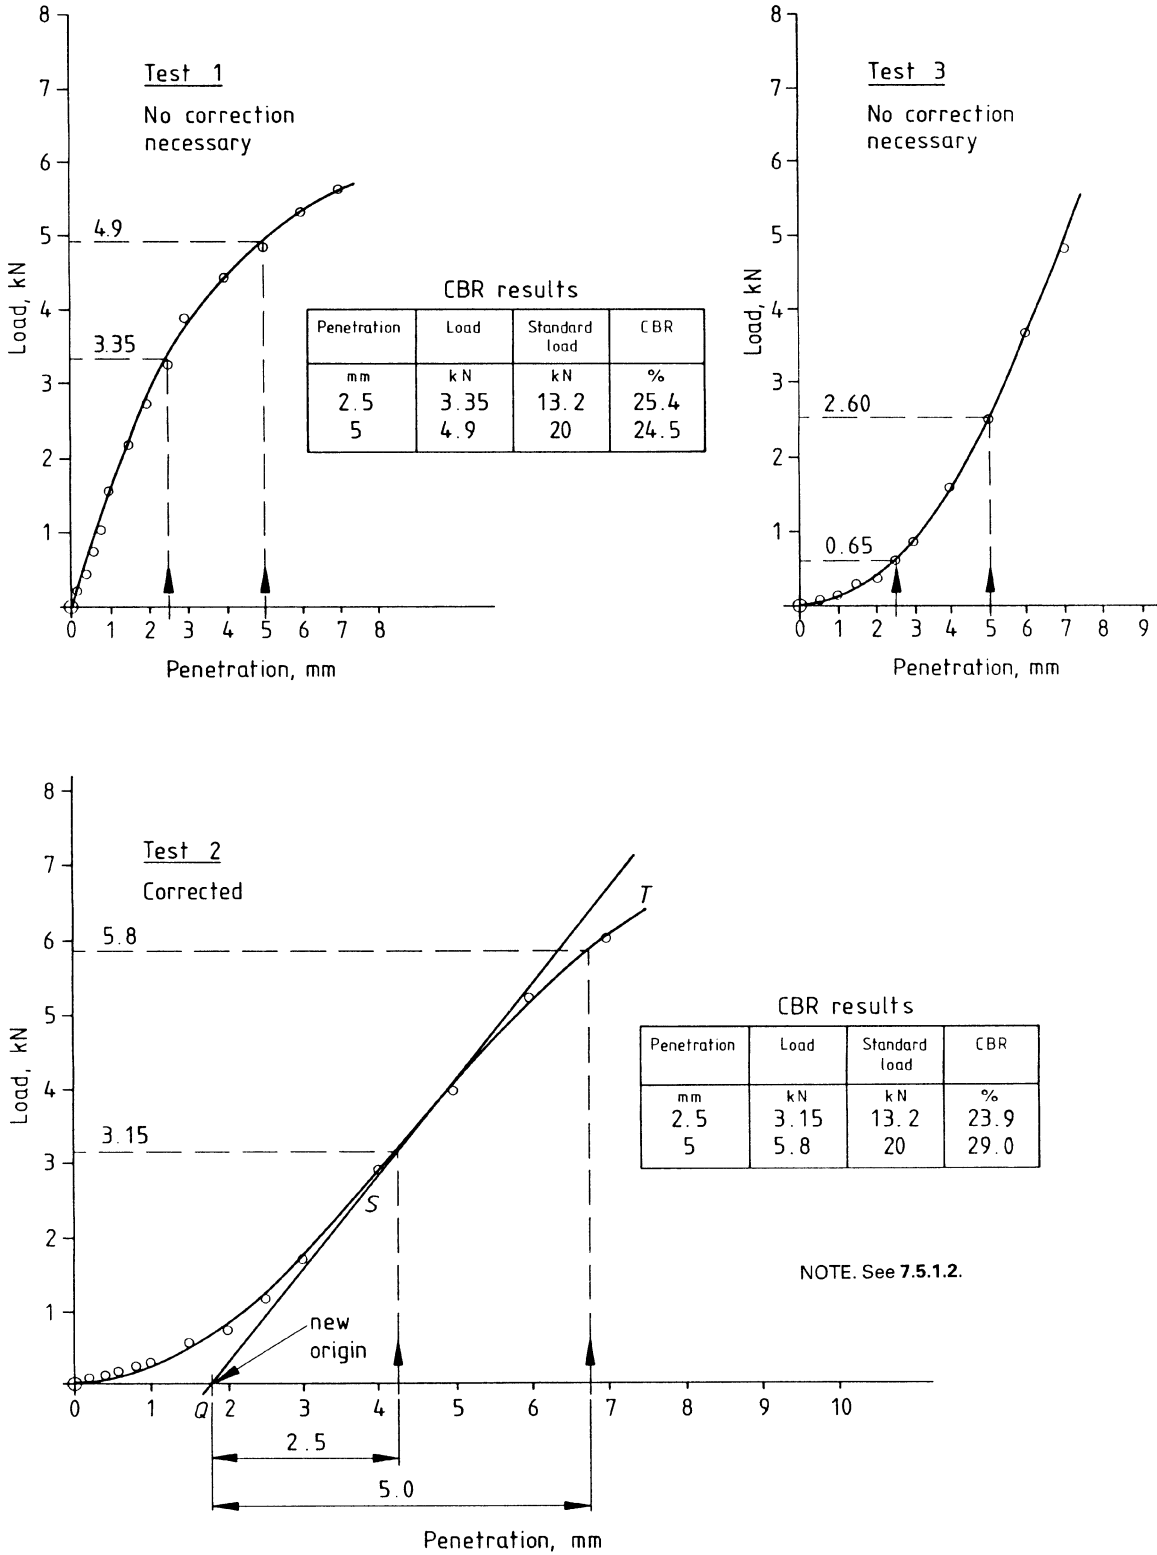 8
7
6
5
4
3
2
1
Load, kN
Test 1
No correction
necessary
4.9
3.35
0 1 2 3 4 5 6 7 8
Penetration, mm
CBR results
Penetration Load Standard load CBR
mm kN kN %
2.5 3.35 13.2 25.4
5 4.9 20 24.5
8
7
6
5
4
3
2
1
Load, kN
Test 3
No correction
necessary
2.60
0.65
0 1 2 3 4 5 6 7 8 9
Penetration, mm
8
7
6
5
4
3
2
1
Load, kN
Test 2
Corrected
5.8
3.15
T
S
new
origin
Q
0 1 2 3 4 5 6 7 8 9 10
2.5
5.0
Penetration, mm
CBR results
Penetration Load Standard load CBR
mm kN kN %
2.5 3.15 13.2 23.9
5 5.8 20 29.0
NOTE. See 7.5.1.2.